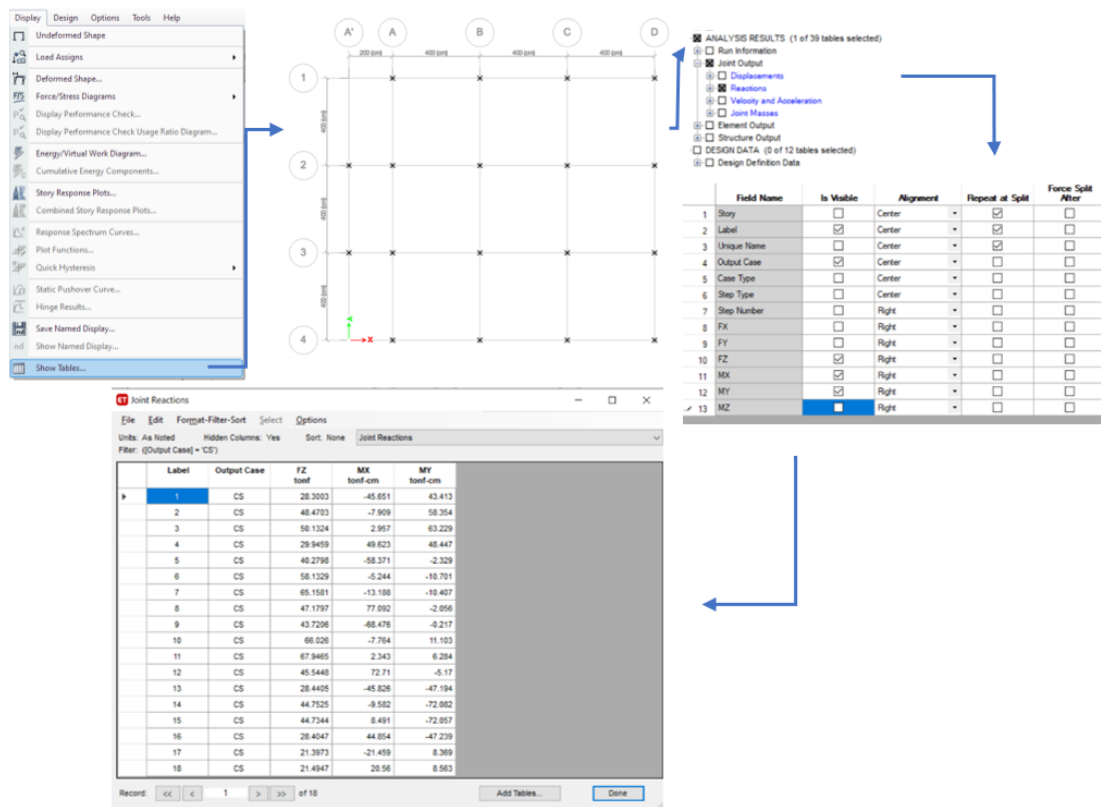 Display Design Options Tools Help
Undeformed Shape
Load Assigns
Deformed Shape...
F/S Force/Stress Diagrams
Display Performance Check...
Display Performance Check Usage Ratio Diagram...
Energy/Virtual Work Diagram...
Cumulative Energy Components...
Story Response Plots...
Combined Story Response Plots...
Response Spectrum Curves...
Plot Functions...
Quick Hysteresis
Static Pushover Curve...
Hinge Results...
Save Named Display...
nd Show Named Display...
Show Tables...
A' A B C D
200 (cm) 400 (cm) 400 (cm) 400 (cm)
1
400 (cm)
2
400 (cm)
3
400 (cm)
Y
4 X
ANALYSIS RESULTS (1 of 39 tables selected)
Run Information
Joint Output
Displacements
Reactions
Velocity and Acceleration
Joint Masses
Element Output
Structure Output
DESIGN DATA (0 of 12 tables selected)
Design Definition Data
Field Name Is Visible Alignment Repeat at Split Force Split After
1 Story Center
2 Label Center
3 Unique Name Center
4 Output Case Center
5 Case Type Center
6 Step Type Center
7 Step Number Right
8 FX Right
9 FY Right
10 FZ Right
11 MX Right
12 MY Right
13 MZ Right
Joint Reactions
File Edit Format-Filter-Sort Select Options
Units: As Noted Hidden Columns: Yes Sort: None Joint Reactions
Filter: ([Output Case] = 'CS')
Label Output Case FZ tonf MX tonf-cm MY tonf-cm
1 CS 28.3003 -45.651 43.413
2 CS 48.4703 -7.909 58.354
3 CS 50.1324 2.957 63.229
4 CS 29.9459 49.623 48.447
5 CS 40.2798 -58.371 -2.329
6 CS 58.1329 -5.244 -10.701
7 CS 65.1581 -13.188 -10.407
8 CS 47.1797 77.092 -2.056
9 CS 43.7206 -68.476 -0.217
10 CS 66.026 -7.764 11.103
11 CS 67.9465 2.343 6.284
12 CS 45.5448 72.71 -5.17
13 CS 28.4405 -45.826 -47.194
14 CS 44.7525 -9.582 -72.082
15 CS 44.7344 8.491 -72.057
16 CS 28.4047 44.854 -47.239
17 CS 21.3973 -21.459 8.369
18 CS 21.4947 20.56 8.563
Record: << < 1 > >> of 18 Add Tables... Done